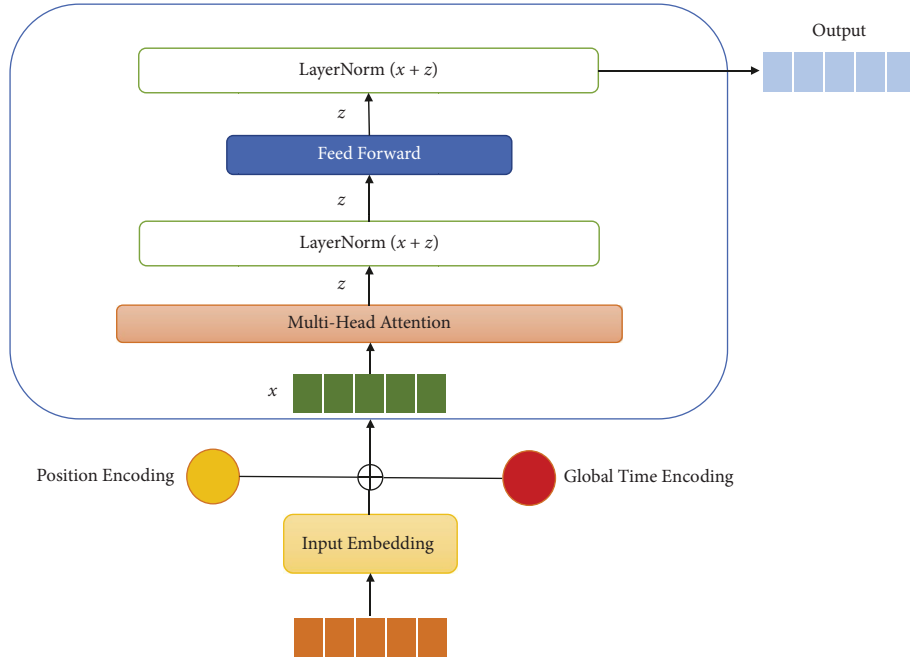 Output
LayerNorm (x + z)
z
Feed Forward
z
LayerNorm (x + z)
z
Multi-Head Attention
x
Position Encoding
Global Time Encoding
Input Embedding